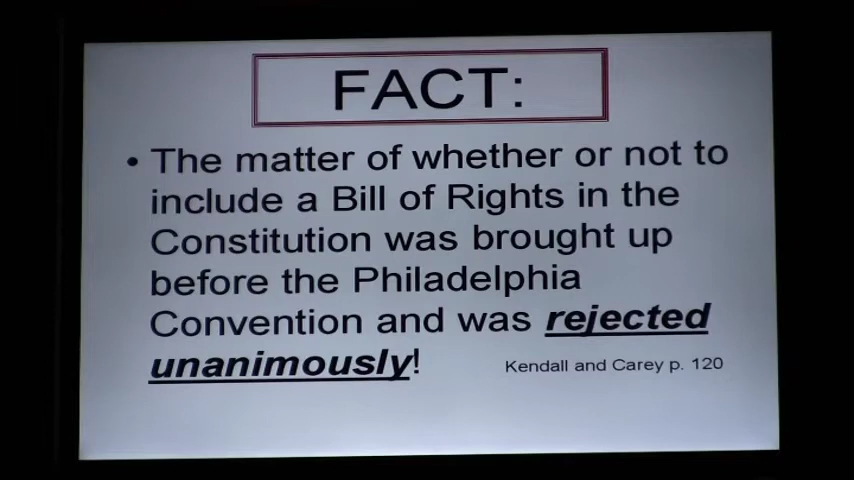 FACT:
• The matter of whether or not to
include a Bill of Rights in the
Constitution was brought up
before the Philadelphia
Convention and was rejected
unanimously!
Kendall and Carey p. 120